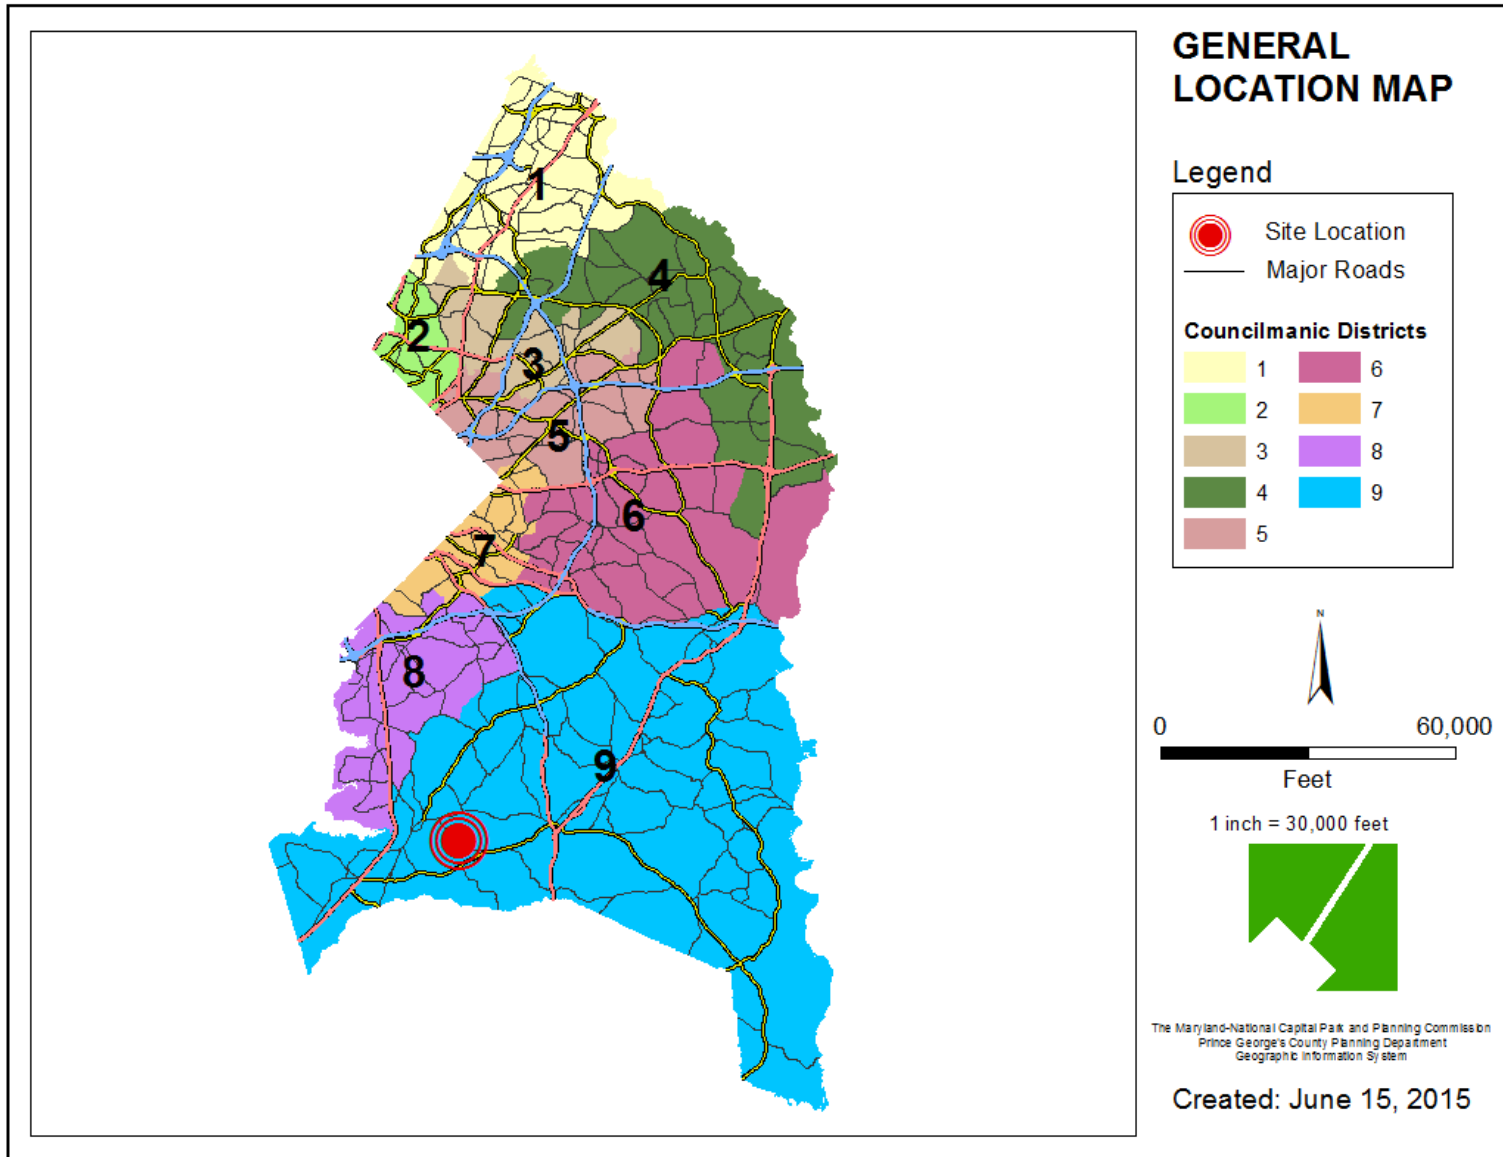 GENERAL
LOCATION MAP
Legend
Site Location
Major Roads
Councilmanic Districts
1 6
2 7
3 8
4 9
5
N
0 60,000
Feet
1 inch = 30,000 feet
The Maryland-National Capital Park and Planning Commission
Prince George's County Planning Department
Geographic Information System
Created: June 15, 2015
1
2
3
4
5
6
7
8
9